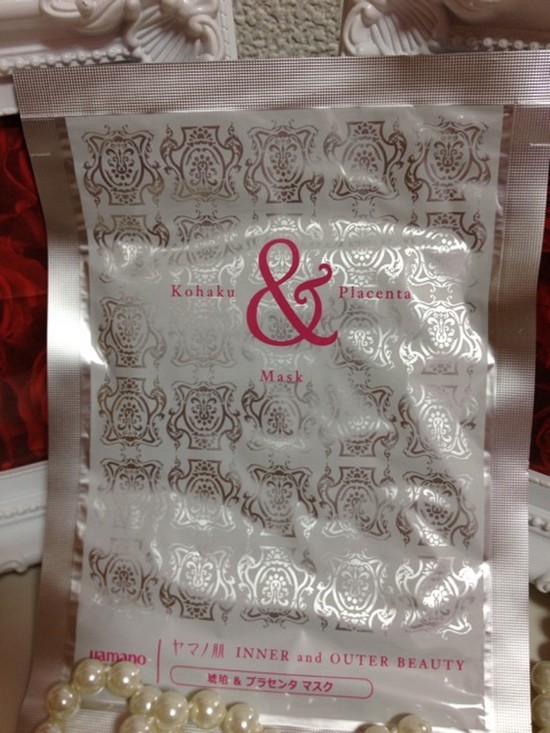 Kohaku & Placenta
Mask
yamano
ヤマノ肌 INNER and OUTER BEAUTY
琥珀 & プラセンタ マスク